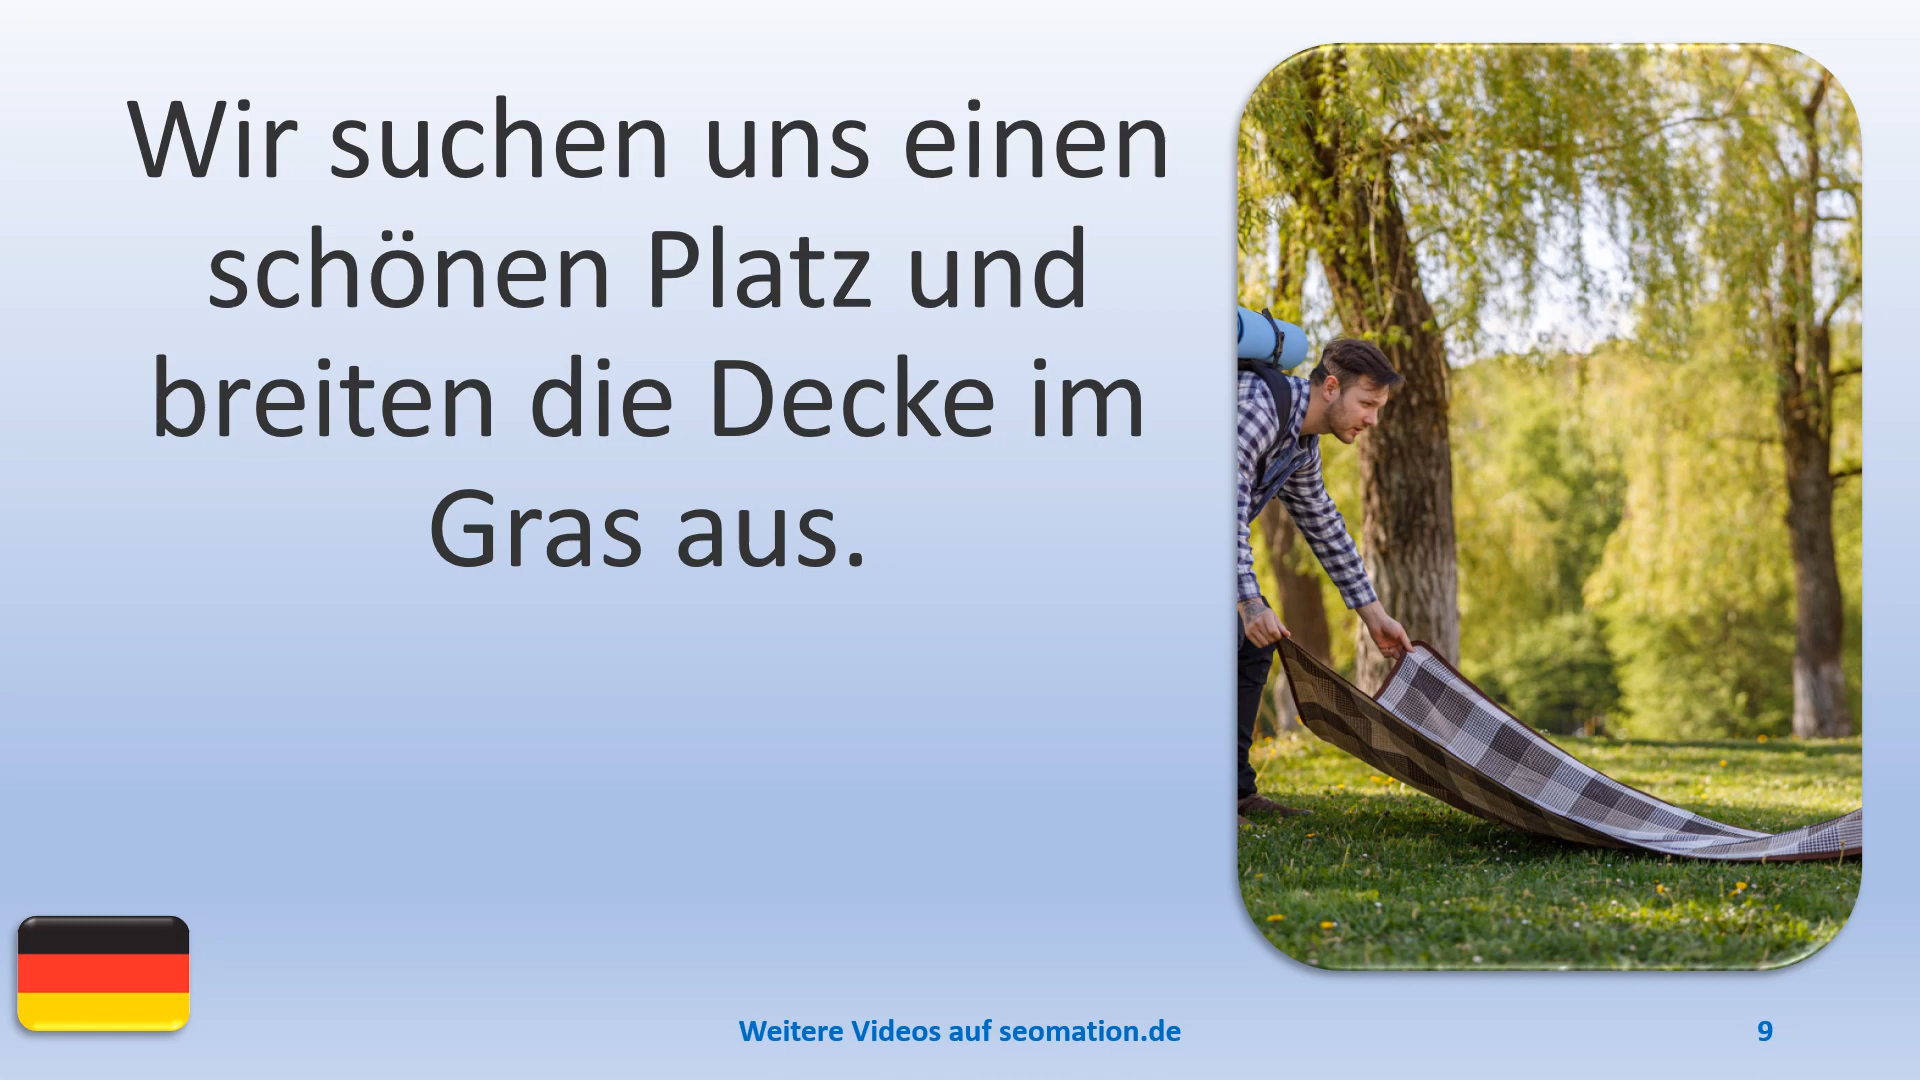 Wir suchen uns einen
schönen Platz und
breiten die Decke im
Gras aus.
Weitere Videos auf seomation.de
9